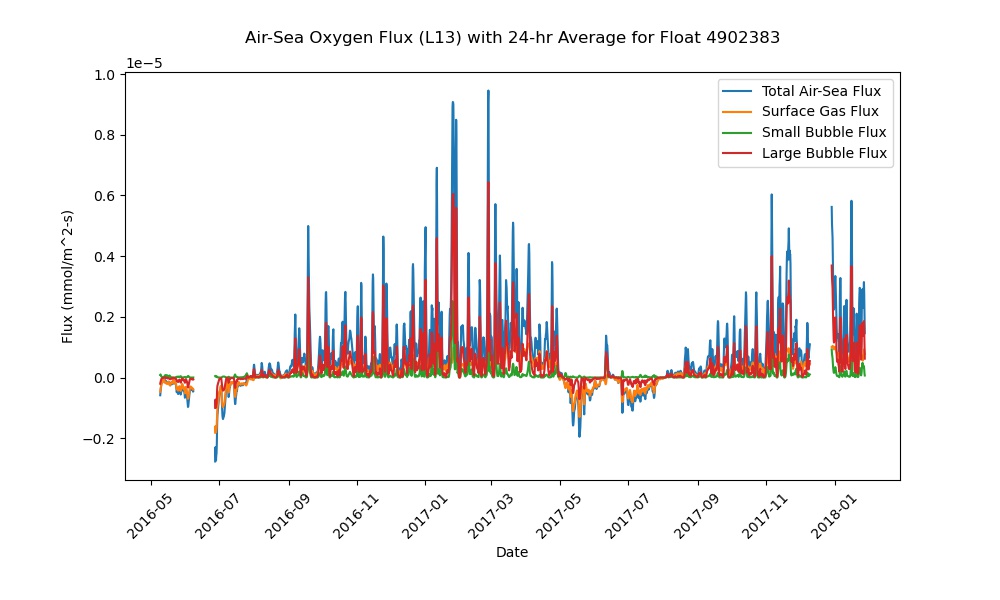 Air-Sea Oxygen Flux (L13) with 24-hr Average for Float 4902383
1e−5
1.0
0.8
0.6
0.4
0.2
0.0
−0.2
Flux (mmol/m^2-s)
Total Air-Sea Flux
Surface Gas Flux
Small Bubble Flux
Large Bubble Flux
2016-05
2016-07
2016-09
2016-11
2017-01
2017-03
2017-05
2017-07
2017-09
2017-11
2018-01
Date